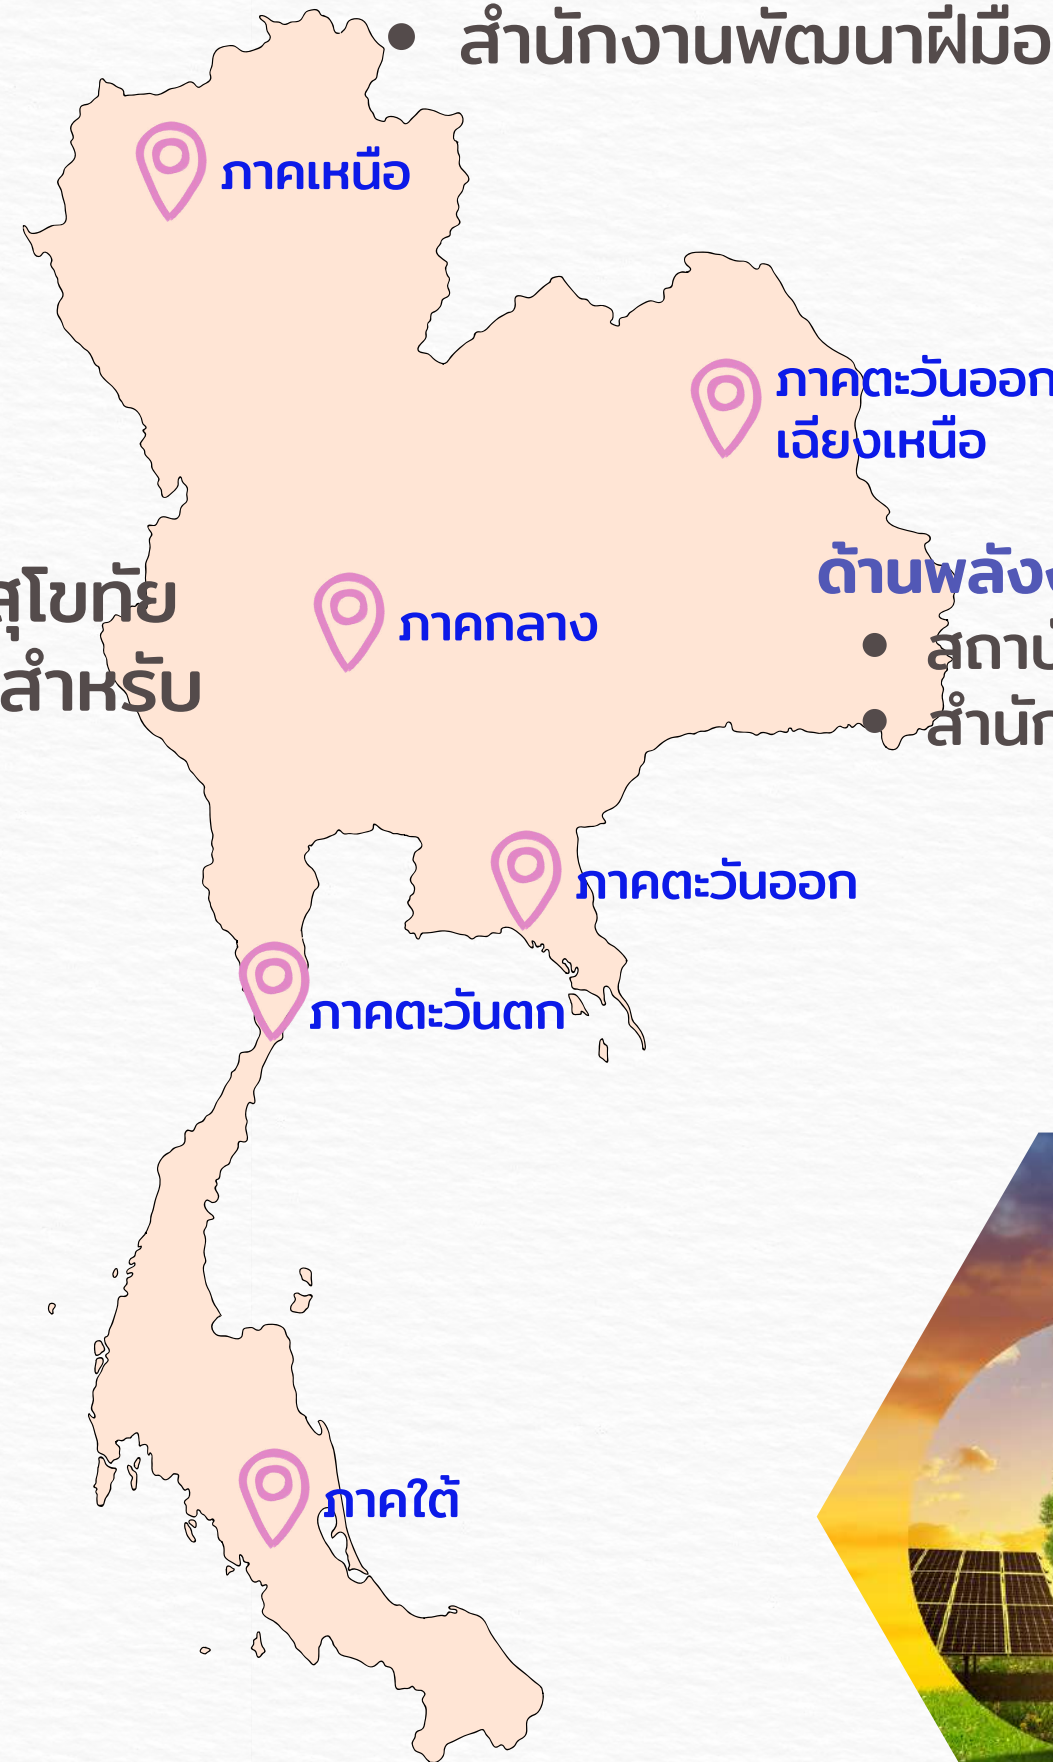 สำนักงานพัฒนาฝีมือ
ภาคเหนือ
ภาคตะวันออก
เฉียงเหนือ
ด้านพลัง
สุโขทัย
ภาคกลาง
สถาบั
สำหรับ
สำนัก
ภาคตะวันออก
ภาคตะวันตก
ภาคใต้